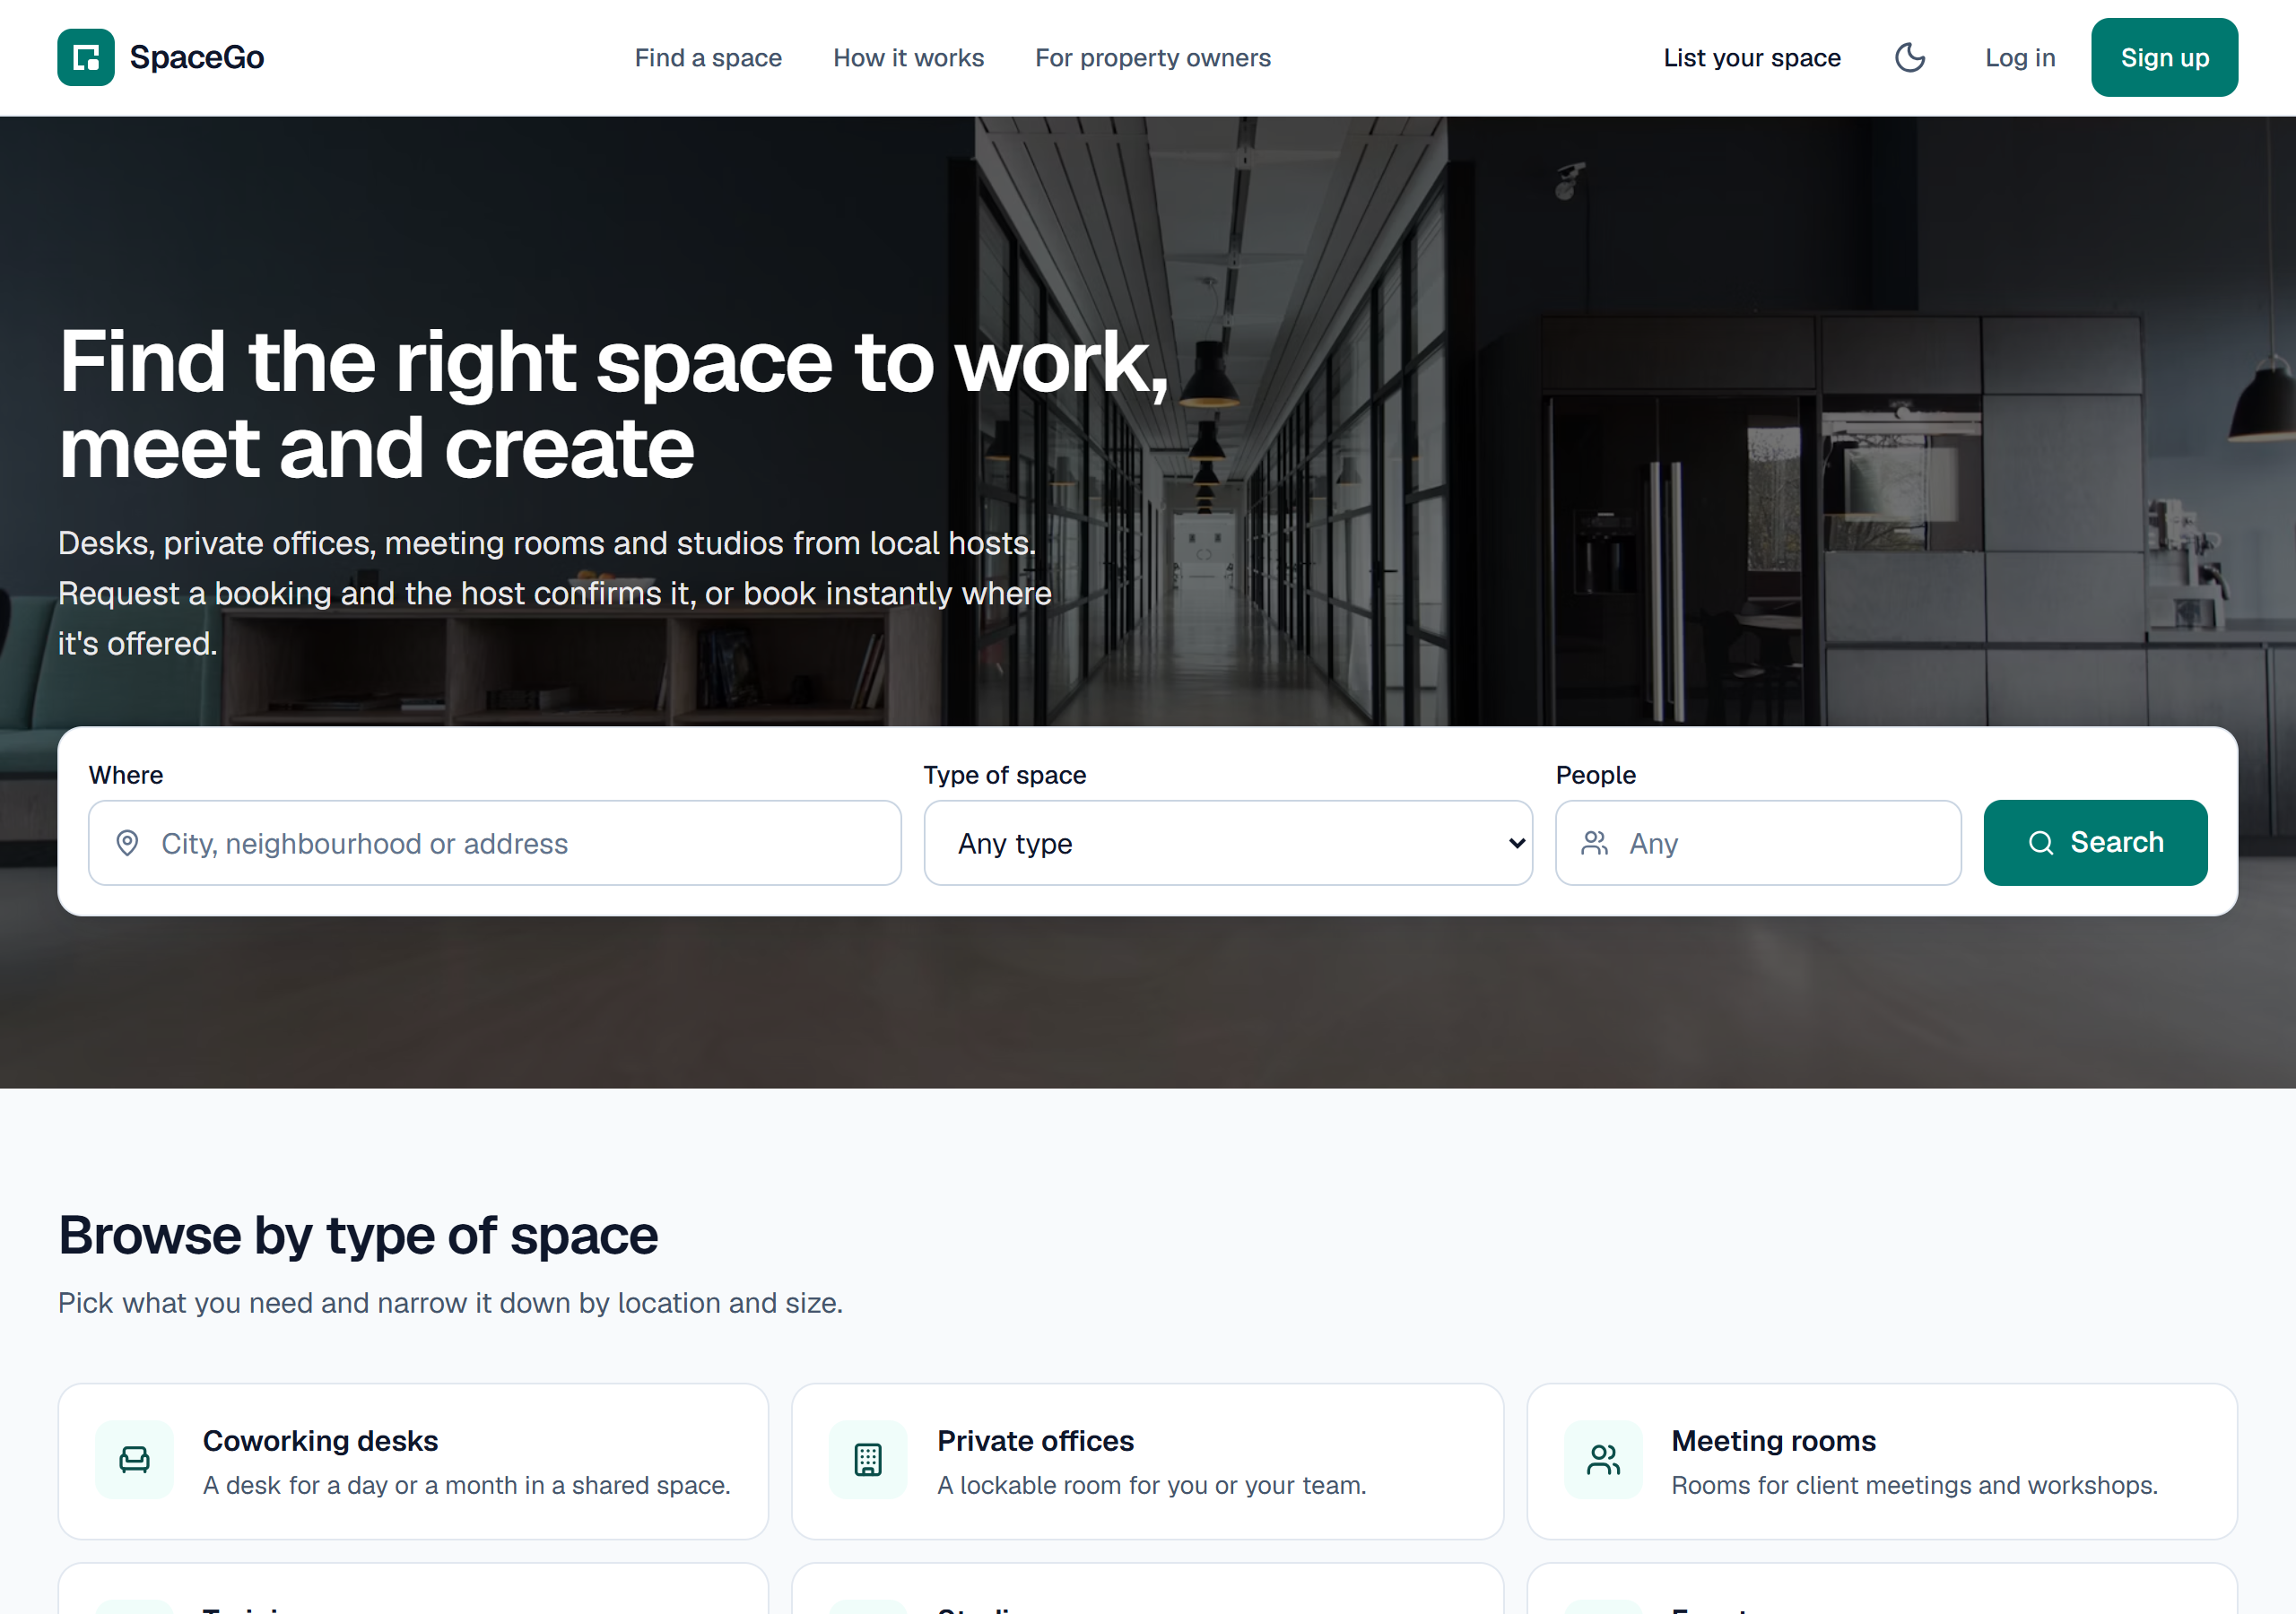 SpaceGo
Find a space
How it works
For property owners
List your space
Log in
Sign up
Find the right space to work,
meet and create
Desks, private offices, meeting rooms and studios from local hosts.
Request a booking and the host confirms it, or book instantly where
it's offered.
Where
Type of space
People
City, neighbourhood or address
Any type
Any
Search
Browse by type of space
Pick what you need and narrow it down by location and size.
Coworking desks
A desk for a day or a month in a shared space.
Private offices
A lockable room for you or your team.
Meeting rooms
Rooms for client meetings and workshops.